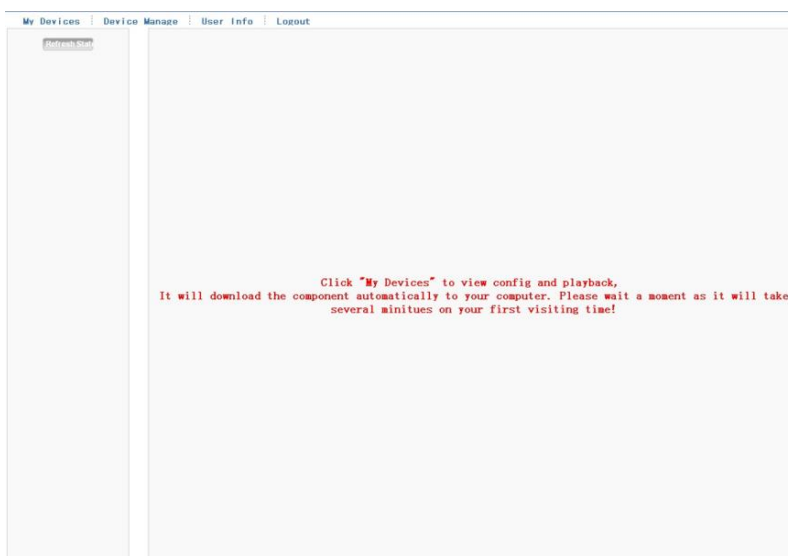 My Devices
Device Manage
User Info
Logout
Refresh Stat
Click "My Devices" to view config and playback,
It will download the component automatically to your computer. Please wait a moment as it will take
several minitues on your first visiting time!